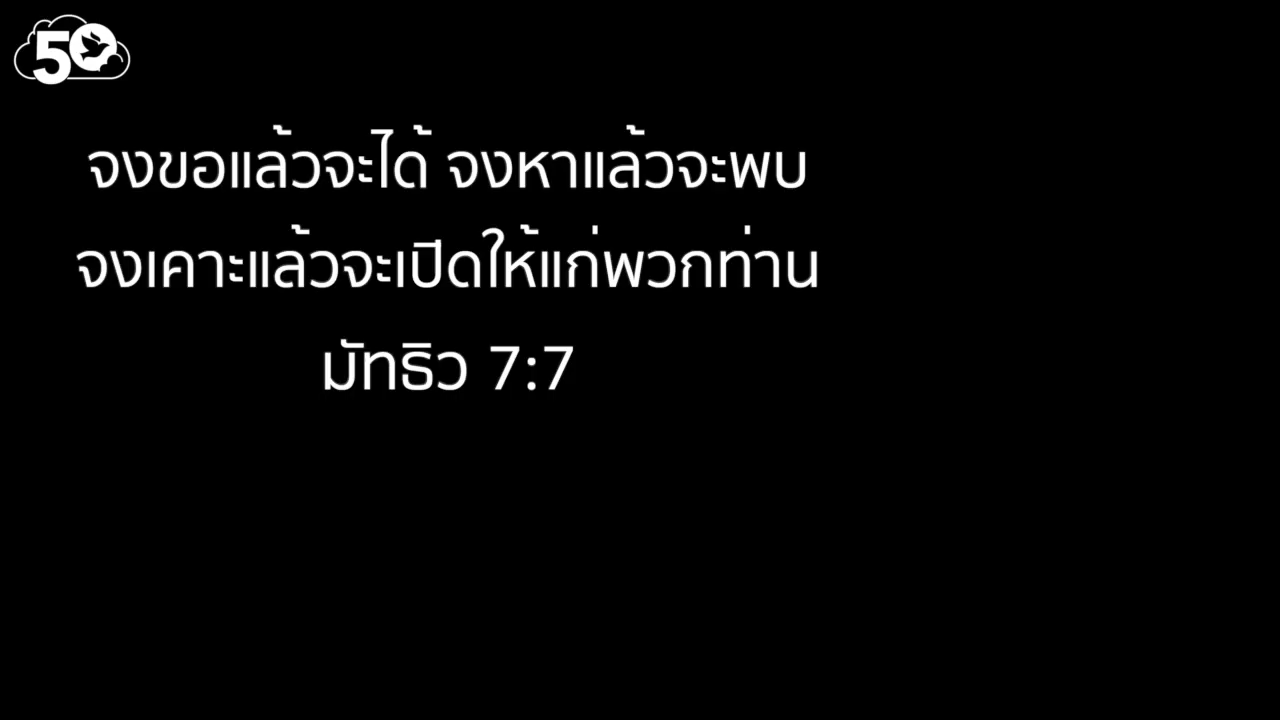 50
จงขอแล้วจะได้ จงหาแล้วจะพบ
จงเคาะแล้วจะเปิดให้แก่พวกท่าน
มัทธิว 7:7